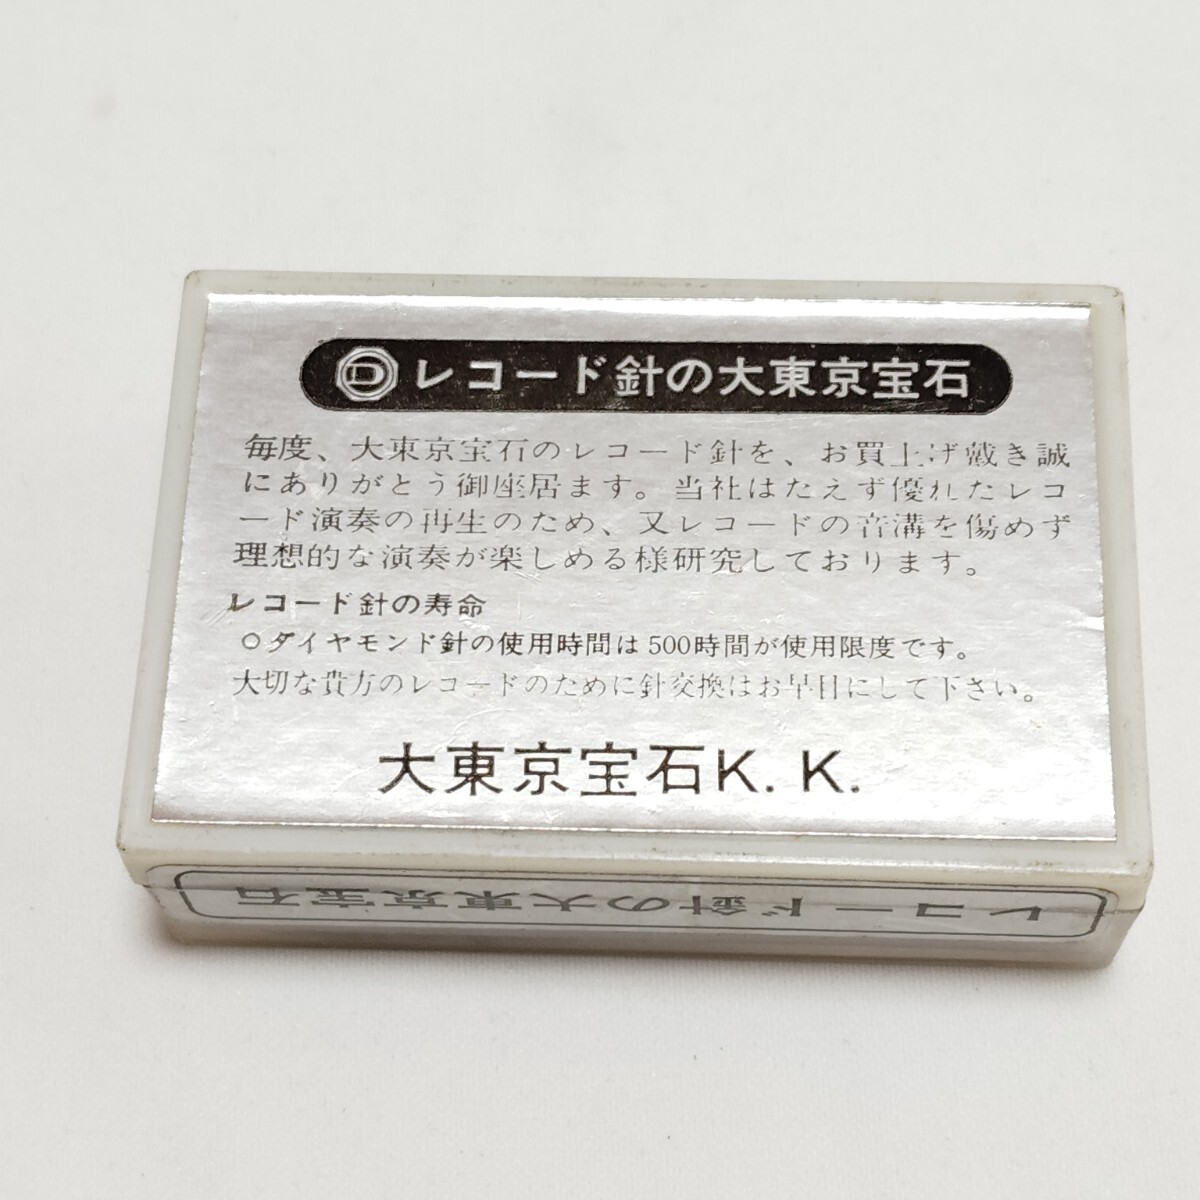 レコード針の大東京宝石
毎度、大東京宝石のレコード針を、お買上げ戴き誠
にありがとう御座居ます。当社はたえず優れたレコ
ード演奏の再生のため、又レコードの音溝を傷めず
理想的な演奏が楽しめる様研究しております。
レコード針の寿命
○ダイヤモンド針の使用時間は500時間が使用限度です。
大切な貴方のレコードのために針交換はお早目にして下さい。
大東京宝石K.K.
レコード針の大東京宝石